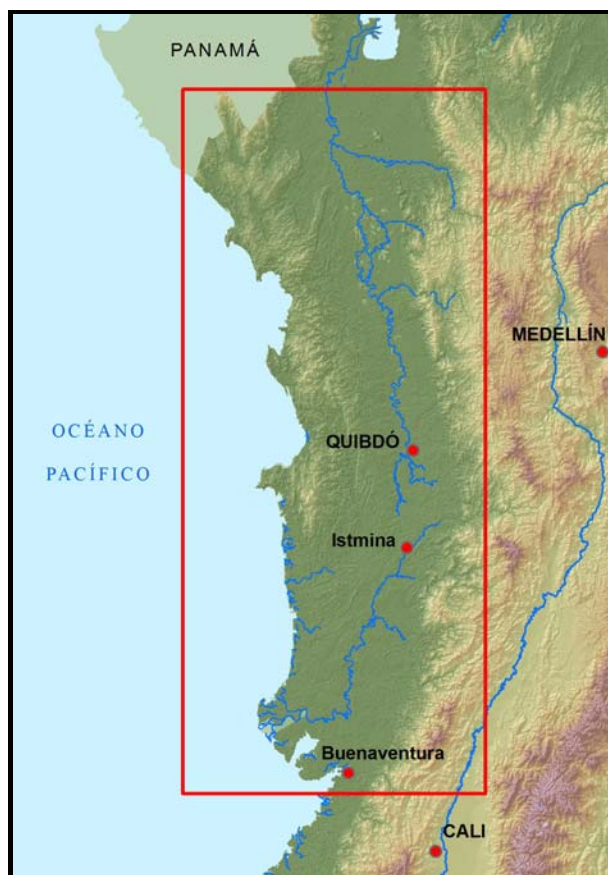 PANAMÁ
MEDELLÍN
OCÉANO
PACÍFICO
QUIBDÓ
Istmina
Buenaventura
CALI